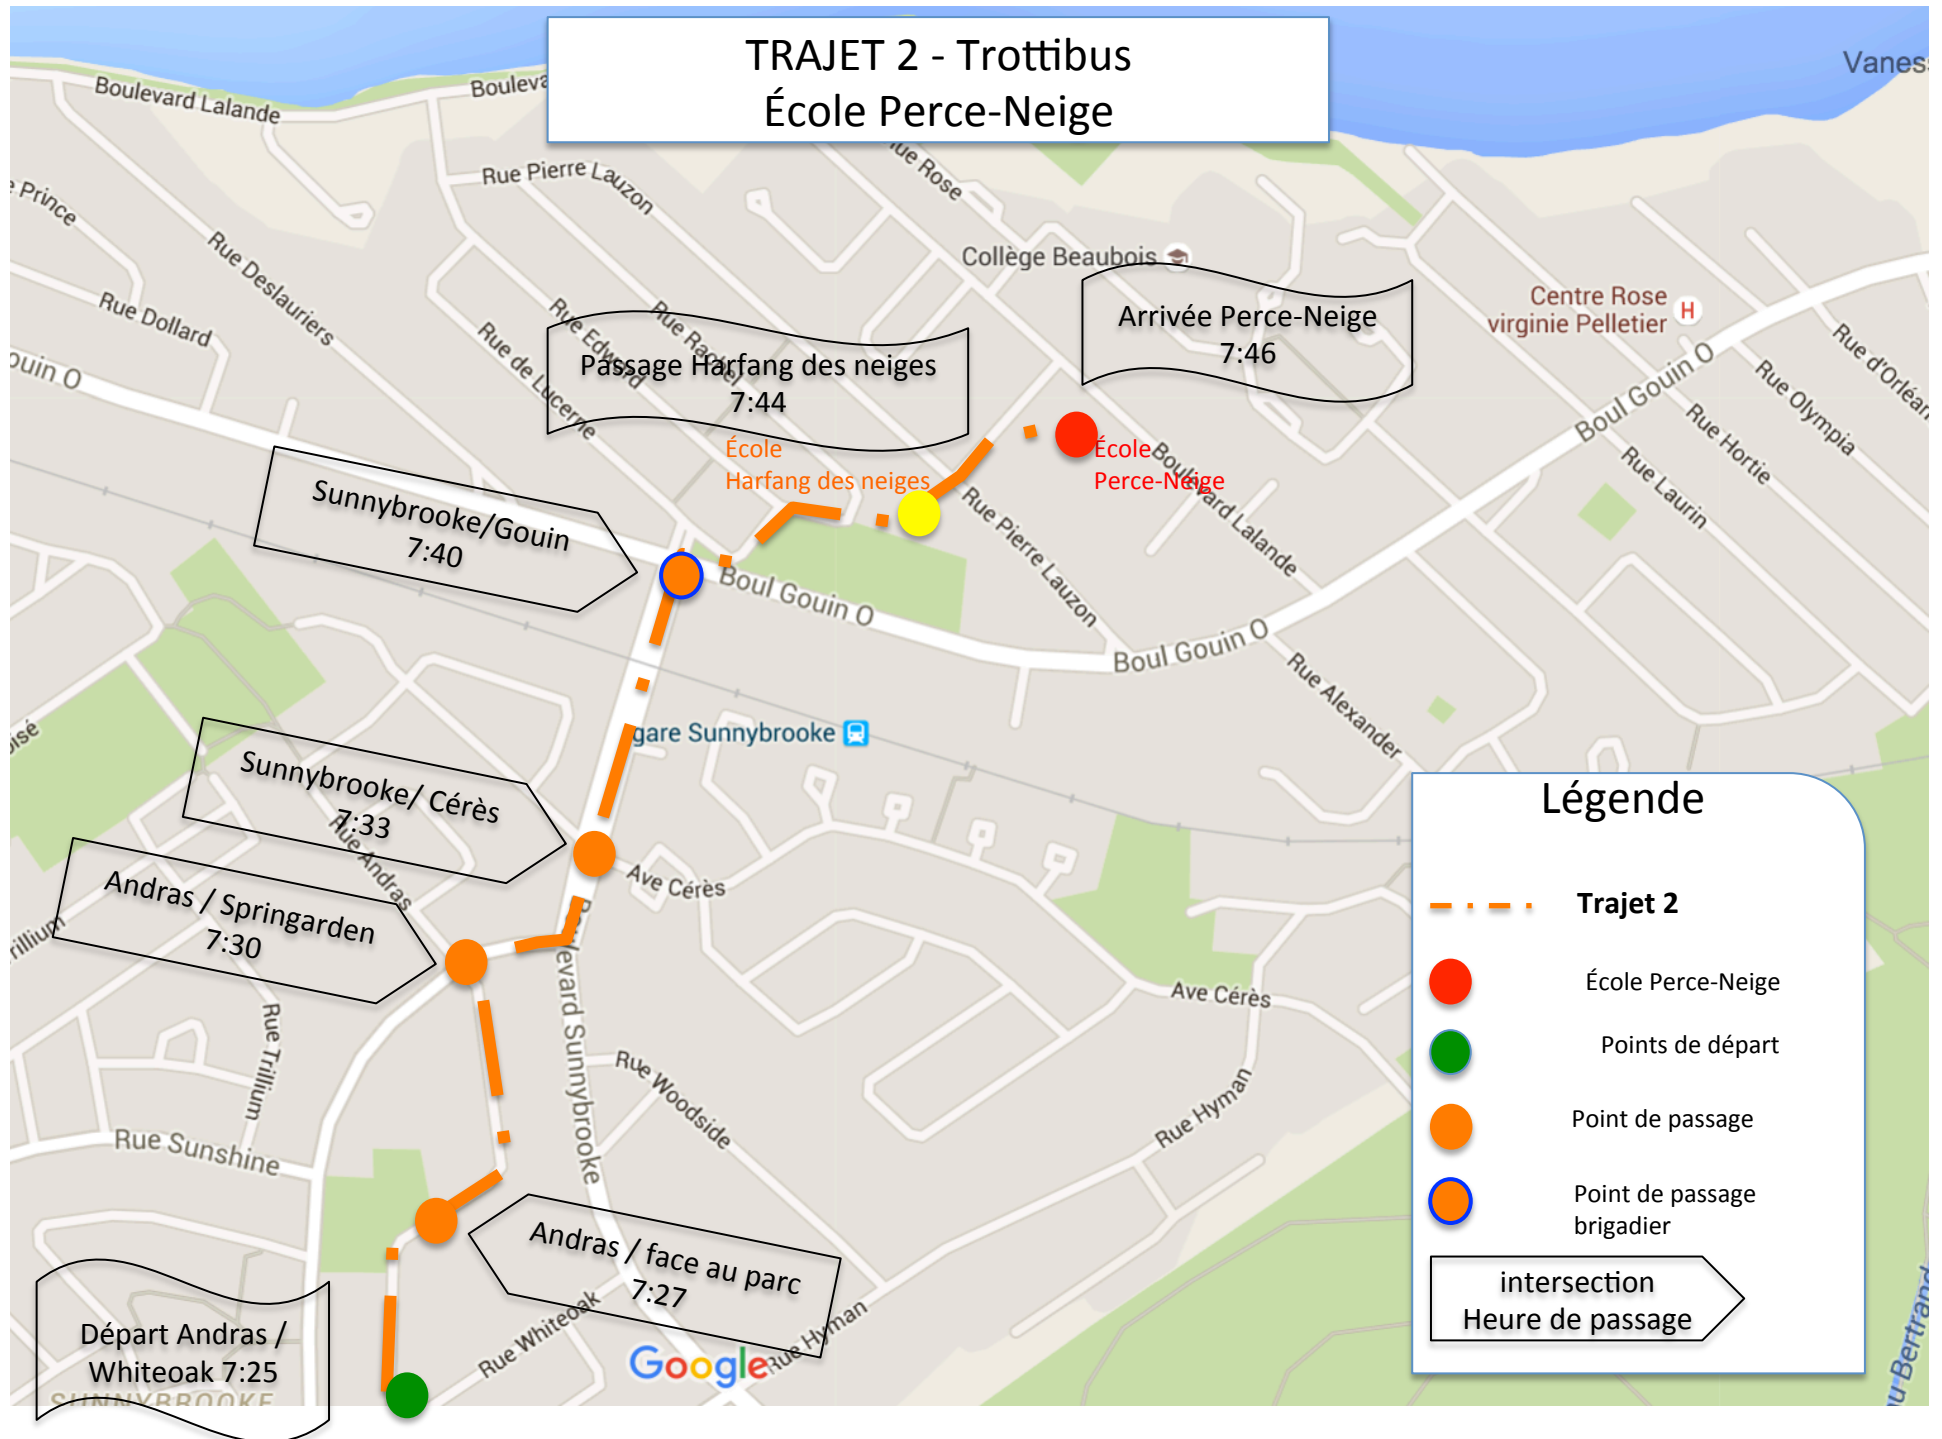 TRAJET 2 - Trottibus
École Perce-Neige
Boulevard Lalande
Rue Rose
Rue Pierre Lauzon
Prince
Rue Deslauriers
Rue Dollard
Collège Beaubois
Centre Rose
virginie Pelletier
H
Rue d'Orléan
Rue Olympia
Rue Hortie
Rue Laurin
Boul Gouin O
Arrivée Perce-Neige
7:46
Rue Edward
Rue Rachel
Rue de Lucerne
Passage Harfang des neiges
7:44
École
Harfang des neiges
École
Perce-Neige
Boulevard Lalande
Rue Pierre Lauzon
Sunnybrooke/Gouin
7:40
Boul Gouin O
Boul Gouin O
Rue Alexander
gare Sunnybrooke
Sunnybrooke/ Cérès
7:33
Rue Andras
Ave Cérès
Andras / Springarden
7:30
Rue Trillium
Boulevard Sunnybrooke
Ave Cérès
Rue Woodside
Rue Hyman
Rue Sunshine
Andras / face au parc
7:27
Rue Whiteoak
Rue Hyman
Départ Andras /
Whiteoak 7:25
SUNNYBROOKE
Google
Légende
Trajet 2
École Perce-Neige
Points de départ
Point de passage
Point de passage
brigadier
intersection
Heure de passage